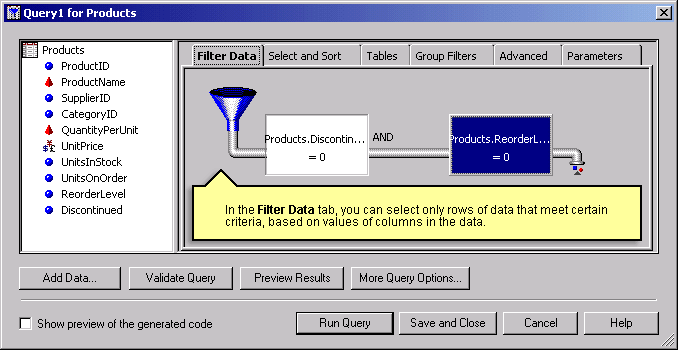 Query1 for Products
Products
ProductID
ProductName
SupplierID
CategoryID
QuantityPerUnit
UnitPrice
UnitsInStock
UnitsOnOrder
ReorderLevel
Discontinued
Filter Data
Select and Sort
Tables
Group Filters
Advanced
Parameters
Products.Discontin...
= 0
AND
Products.ReorderL...
= 0
In the Filter Data tab, you can select only rows of data that meet certain
criteria, based on values of columns in the data.
Add Data...
Validate Query
Preview Results
More Query Options...
Show preview of the generated code
Run Query
Save and Close
Cancel
Help